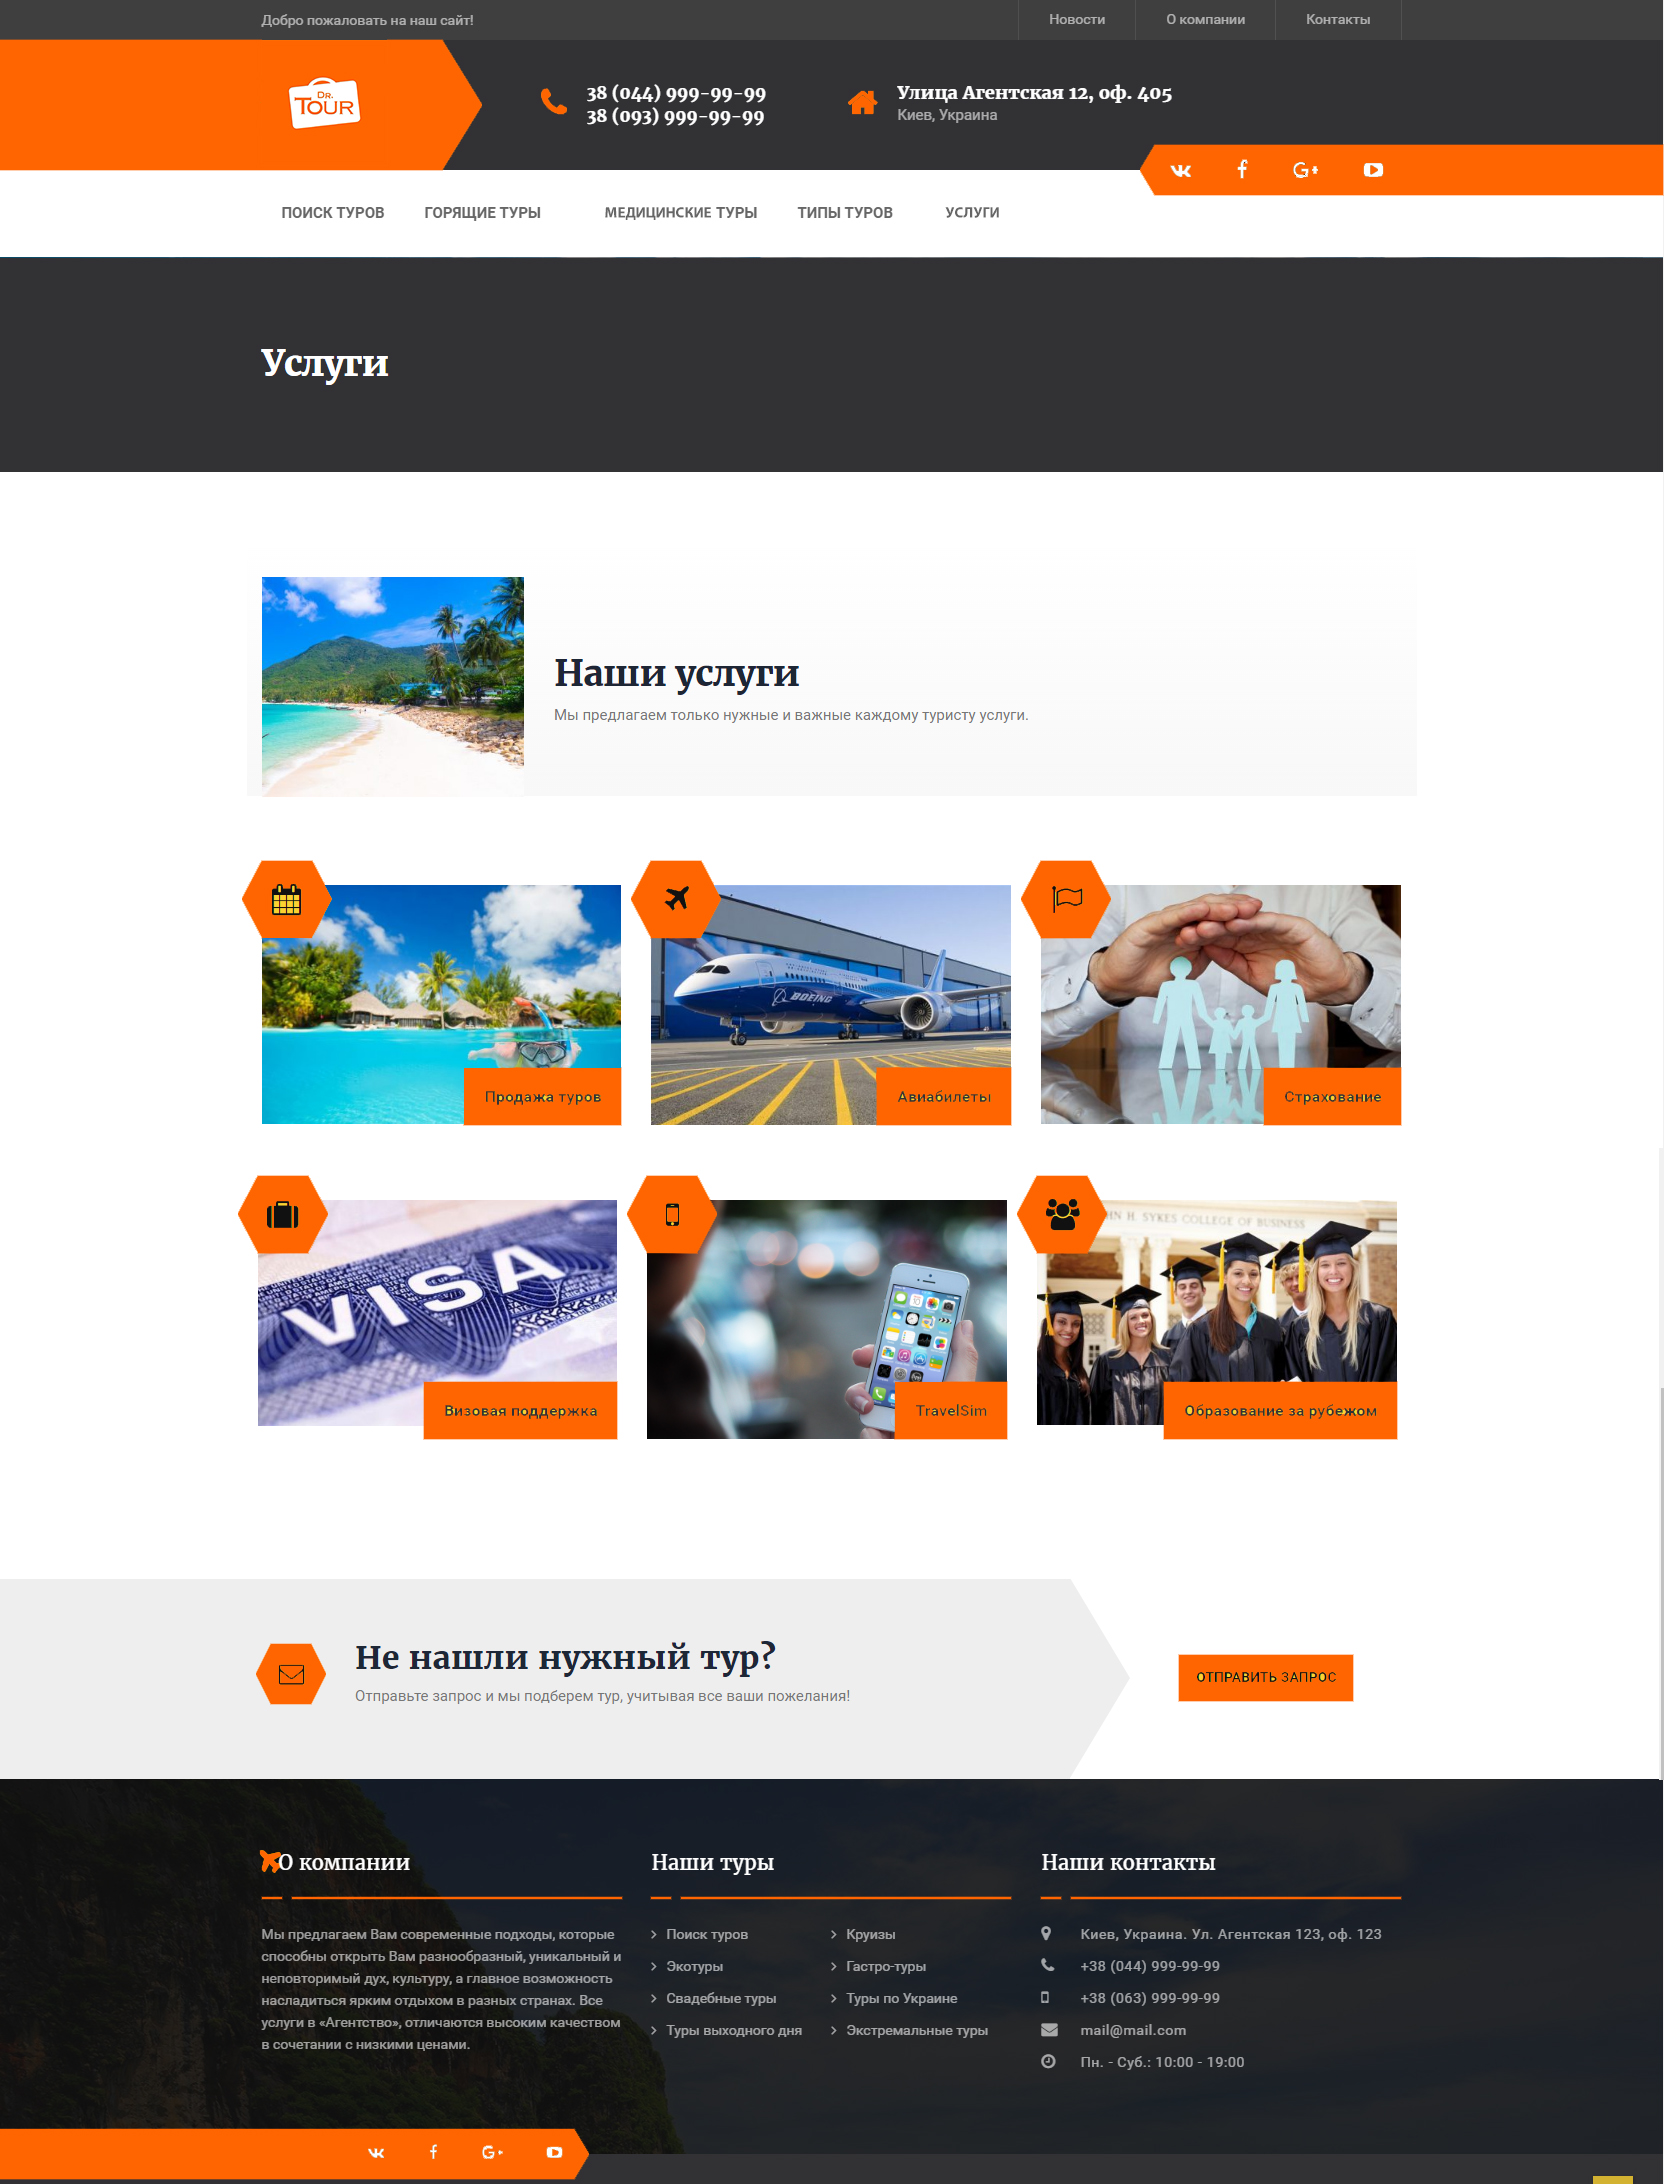 Добро пожаловать на наш сайт!
Новости
О компании
Контакты
DR.
TOUR
38 (044) 999-99-99
38 (093) 999-99-99
Улица Агентская 12, оф. 405
Киев, Украина
ПОИСК ТУРОВ
ГОРЯЩИЕ ТУРЫ
МЕДИЦИНСКИЕ ТУРЫ
ТИПЫ ТУРОВ
УСЛУГИ
Услуги
Наши услуги
Мы предлагаем только нужные и важные каждому туристу услуги.
BOEING
Продажа туров
Авиабилеты
Страхование
VISA
HN H. SYKES COLLEGE OF BUSINESS
Визовая поддержка
TravelSim
Образование за рубежом
Не нашли нужный тур?
Отправьте запрос и мы подберем тур, учитывая все ваши пожелания!
ОТПРАВИТЬ ЗАПРОС
О компании
Мы предлагаем Вам современные подходы, которые
способны открыть Вам разнообразный, уникальный и
неповторимый дух, культуру, а главное возможность
насладиться ярким отдыхом в разных странах. Все
услуги в «Агентство», отличаются высоким качеством
в сочетании с низкими ценами.
Наши туры
Поиск туров
Экотуры
Свадебные туры
Туры выходного дня
Круизы
Гастро-туры
Туры по Украине
Экстремальные туры
Наши контакты
Киев, Украина. Ул. Агентская 123, оф. 123
+38 (044) 999-99-99
+38 (063) 999-99-99
mail@mail.com
Пн. - Суб.: 10:00 - 19:00